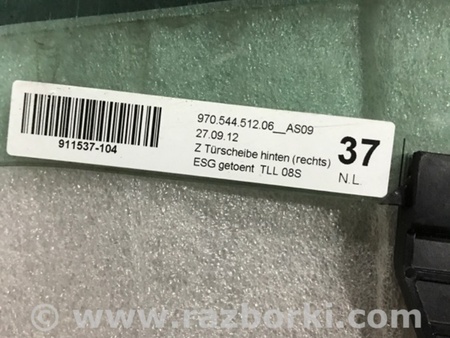 970.544.512.06__AS09
27.09.12
Z Türscheibe hinten (rechts)
ESG getoent TLL 08S
37
N.L.
911537-104
© www.razborki.com